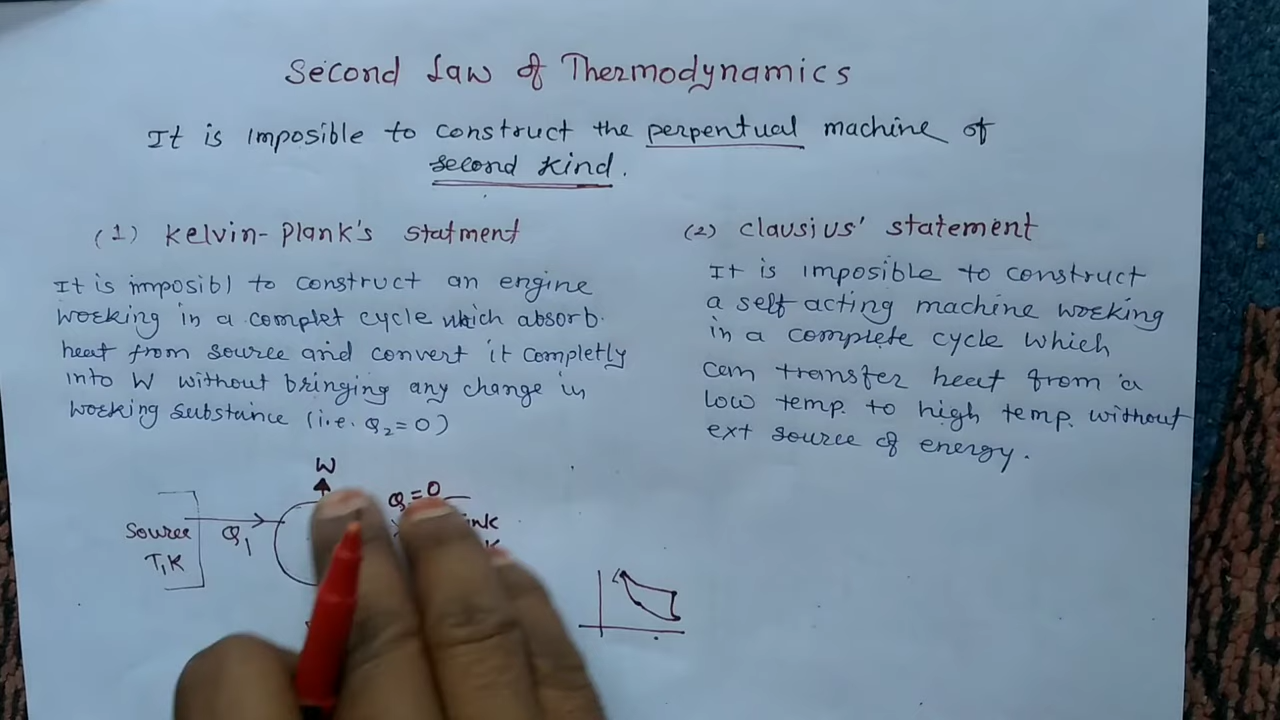 Second Law of Thermodynamics
It is imposible to construct the perpentual machine of
second kind.
(1) Kelvin-Plank's statment
It is imposibl to construct an engine
working in a complet cycle which absorb
heat from source and convert it completly
into W without bringing any change in
working substance (i.e. Q₂=0)
(2) Clausius' statement
It is imposible to construct
a self acting machine working
in a complete cycle which
can transfer heat from a
low temp. to high temp. without
ext source of energy.
W
Q=0
Source
Q₁
T₁K